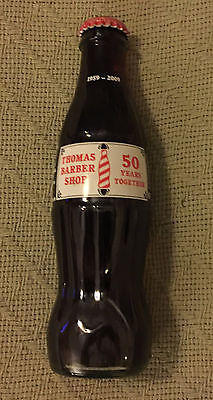 1959 - 2009
THOMAS
BARBER
SHOP
50
YEARS
TOGETHER